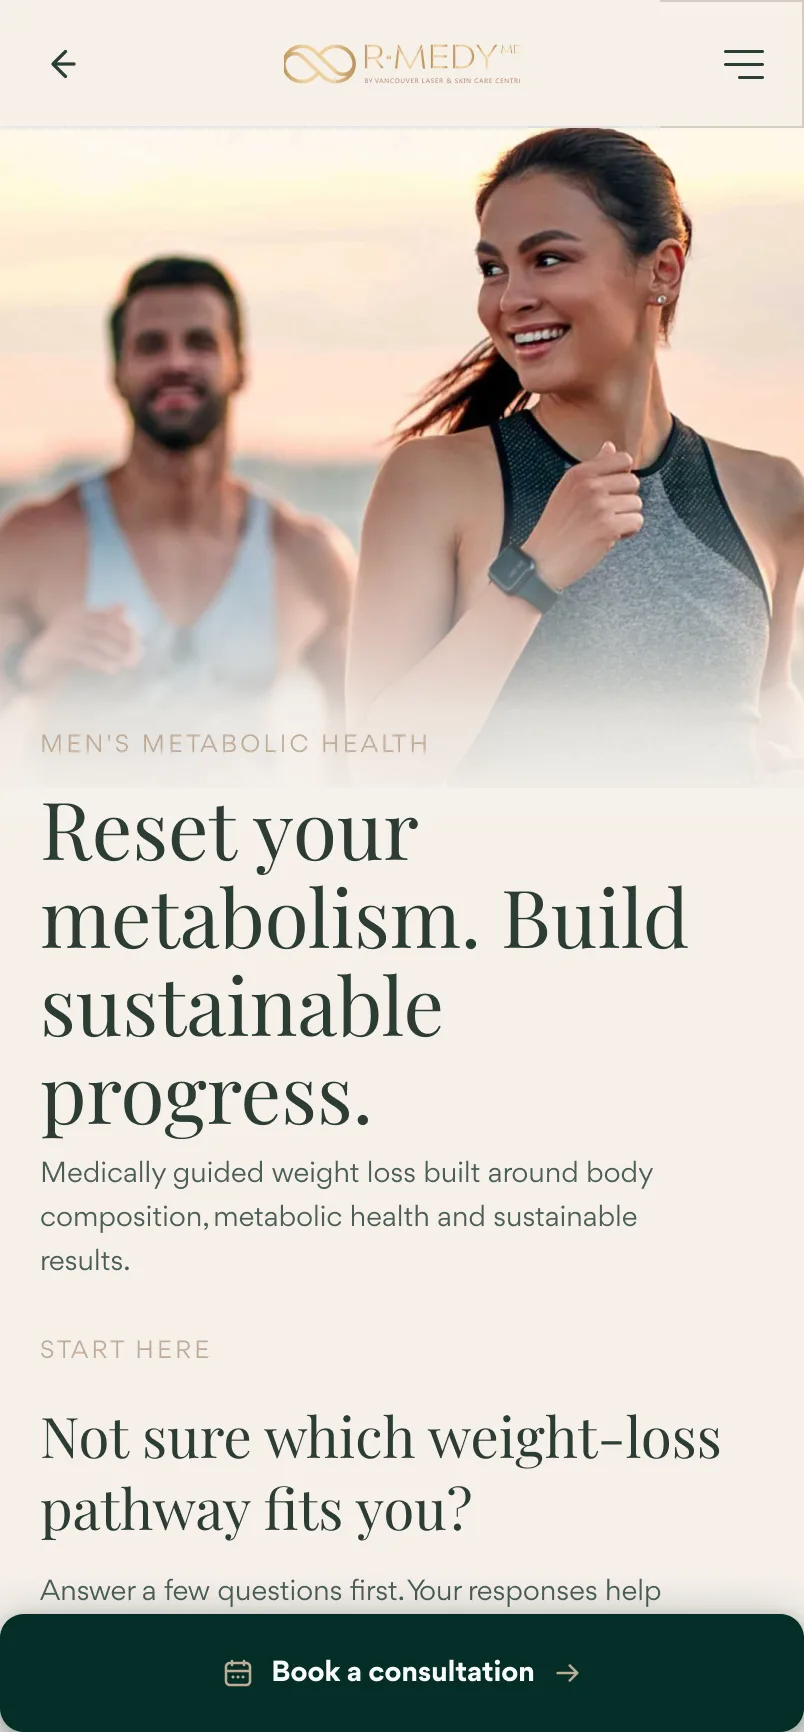 R·MEDY MD
BY VANCOUVER LASER & SKIN CARE CENTRE
MEN'S METABOLIC HEALTH
Reset your
metabolism. Build
sustainable
progress.
Medically guided weight loss built around body
composition, metabolic health and sustainable
results.
START HERE
Not sure which weight-loss
pathway fits you?
Answer a few questions first. Your responses help
Book a consultation →